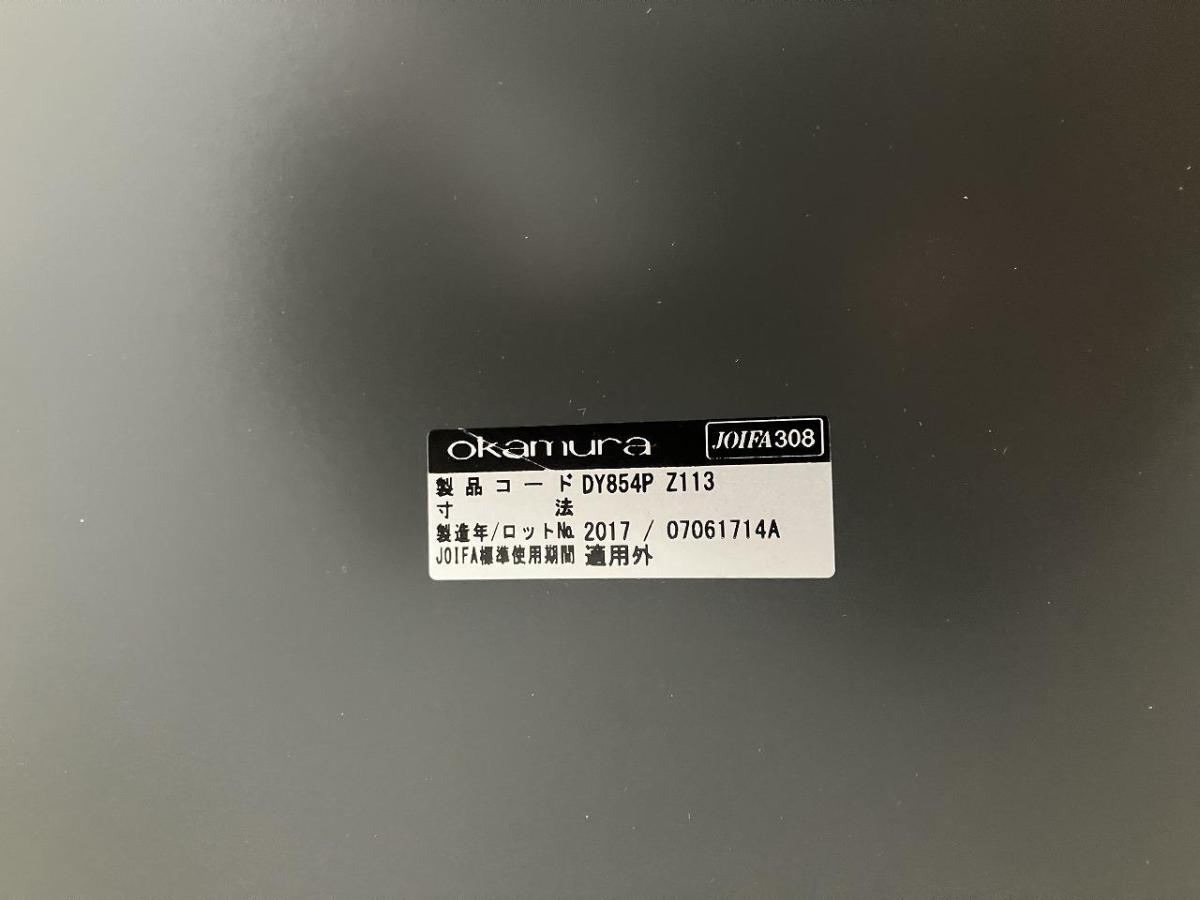 okamura JOIFA308
製品コード DY854P Z113
寸法
製造年/ロット№ 2017 / 07061714A
JOIFA標準使用期間 適用外